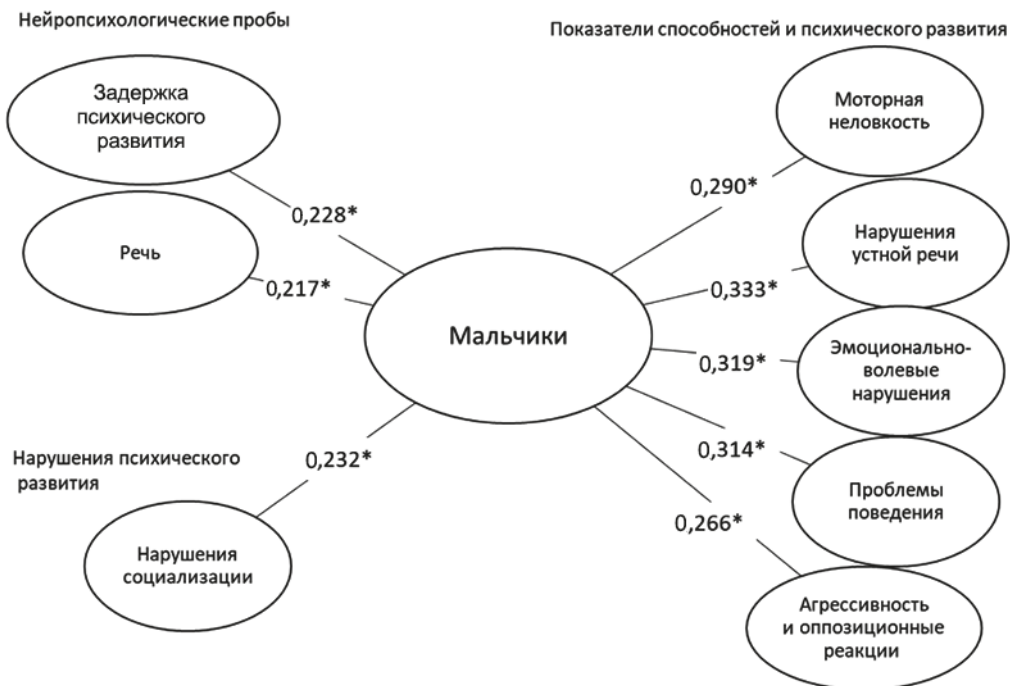 Нейропсихологические пробы
Задержка
психического
развития
0,228*
Речь
0,217*
Нарушения психического
развития
0,232*
Нарушения
социализации
Мальчики
Показатели способностей и психического развития
Моторная
неловкость
0,290*
Нарушения
устной речи
0,333*
Эмоционально-
волевые
нарушения
0,319*
Проблемы
поведения
0,314*
Агрессивность
и оппозиционные
реакции
0,266*